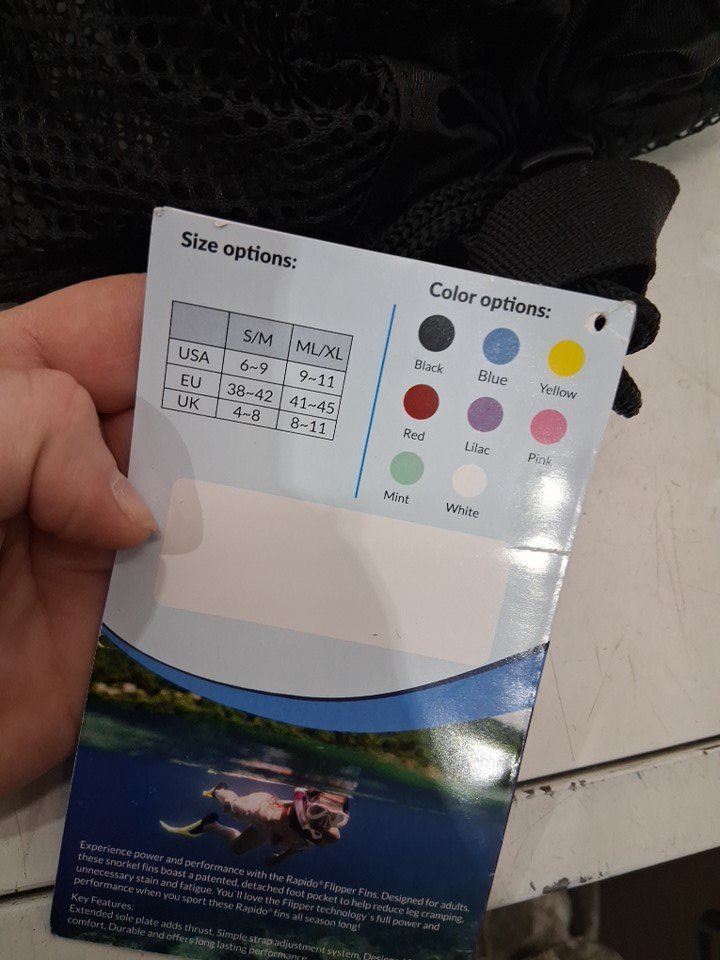 Size options:
S/M ML/XL
USA 6~9 9~11
EU 38~42 41~45
UK 4~8 8~11
Color options:
Black Blue Yellow
Red Lilac Pink
Mint White
Experience power and performance with the Rapido® Flipper Fins. Designed for adults,
these snorkel fins boast a patented, detached foot pocket to help reduce leg cramping,
unnecessary stain and fatigue. You`ll love the Flipper technology`s full power and
performance when you sport these Rapido® fins all season long!
Key Features:
Extended sole plate adds thrust. Simple strap adjustment system.
comfort. Durable and offers long lasting performance